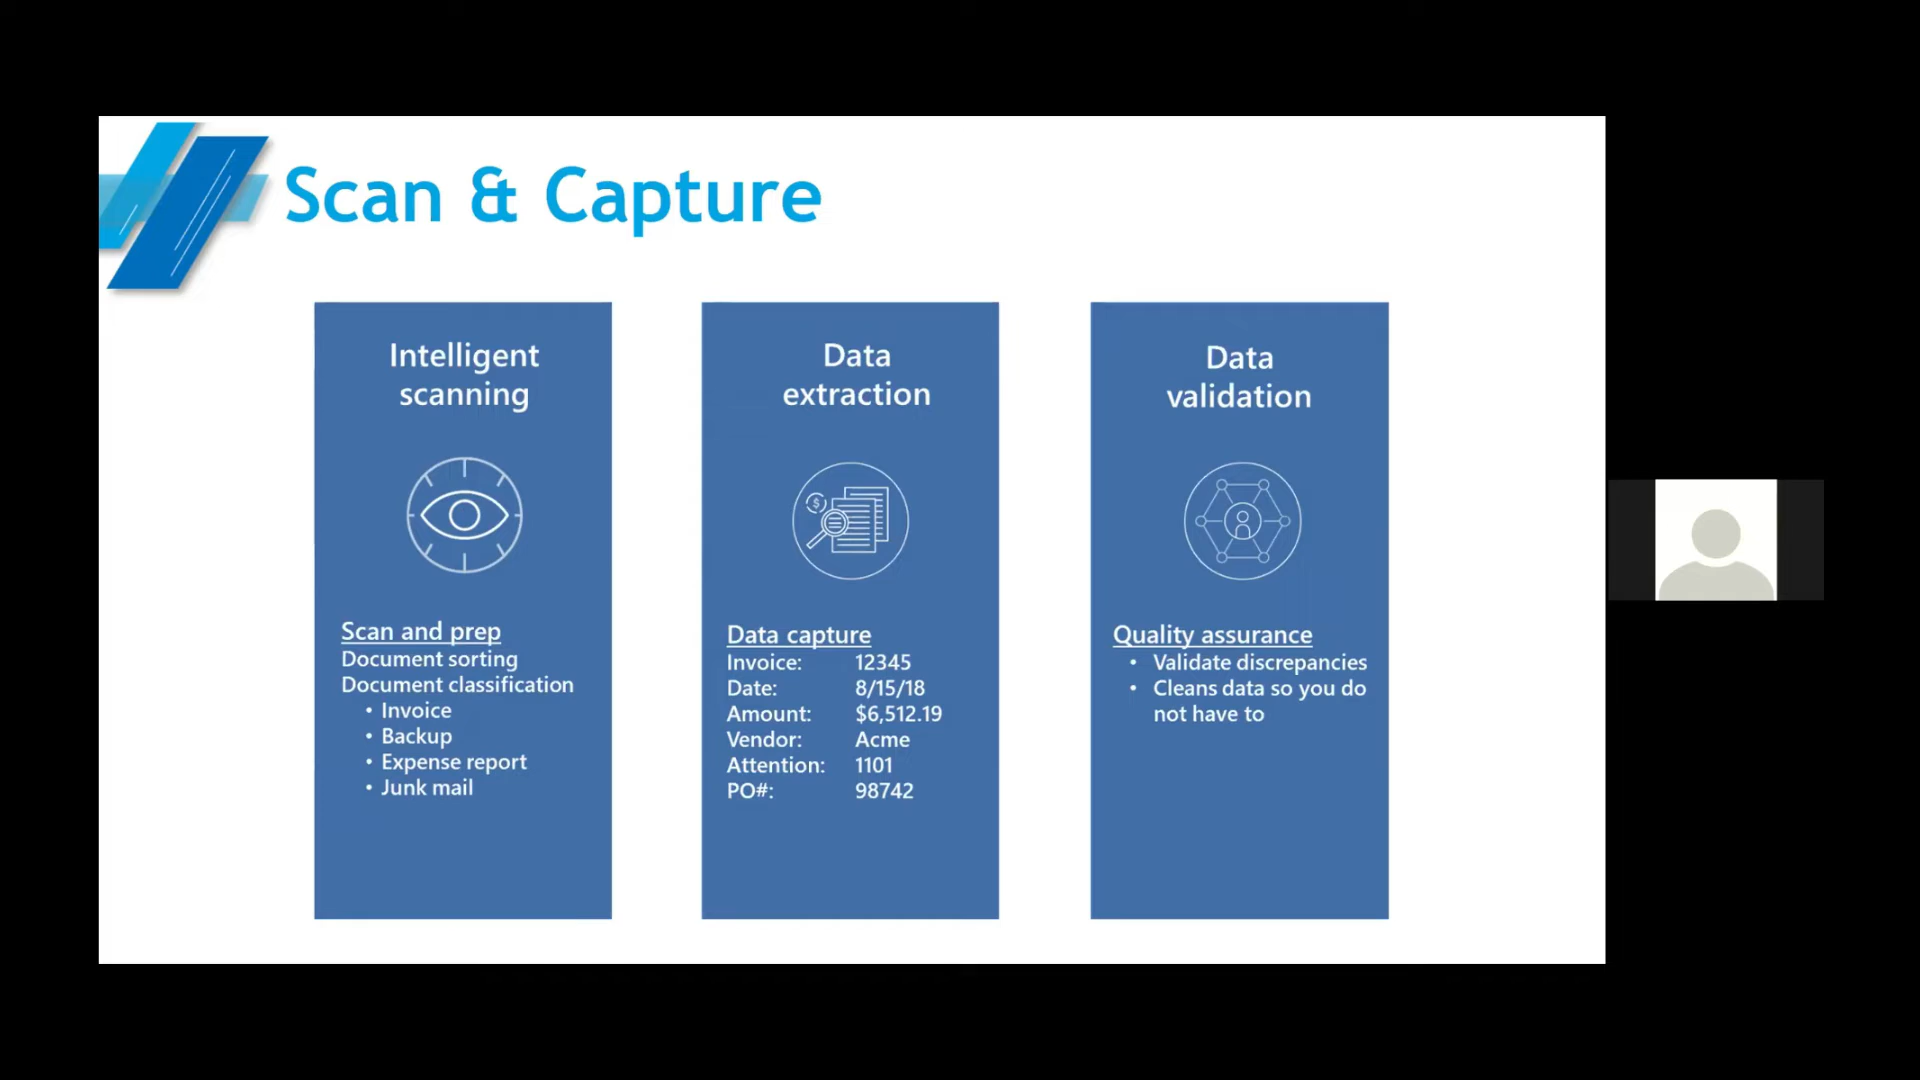 Scan & Capture
Intelligent
scanning
Scan and prep
Document sorting
Document classification
• Invoice
• Backup
• Expense report
• Junk mail
Data
extraction
$
Data capture
Invoice: 12345
Date: 8/15/18
Amount: $6,512.19
Vendor: Acme
Attention: 1101
PO#: 98742
Data
validation
Quality assurance
• Validate discrepancies
• Cleans data so you do
not have to